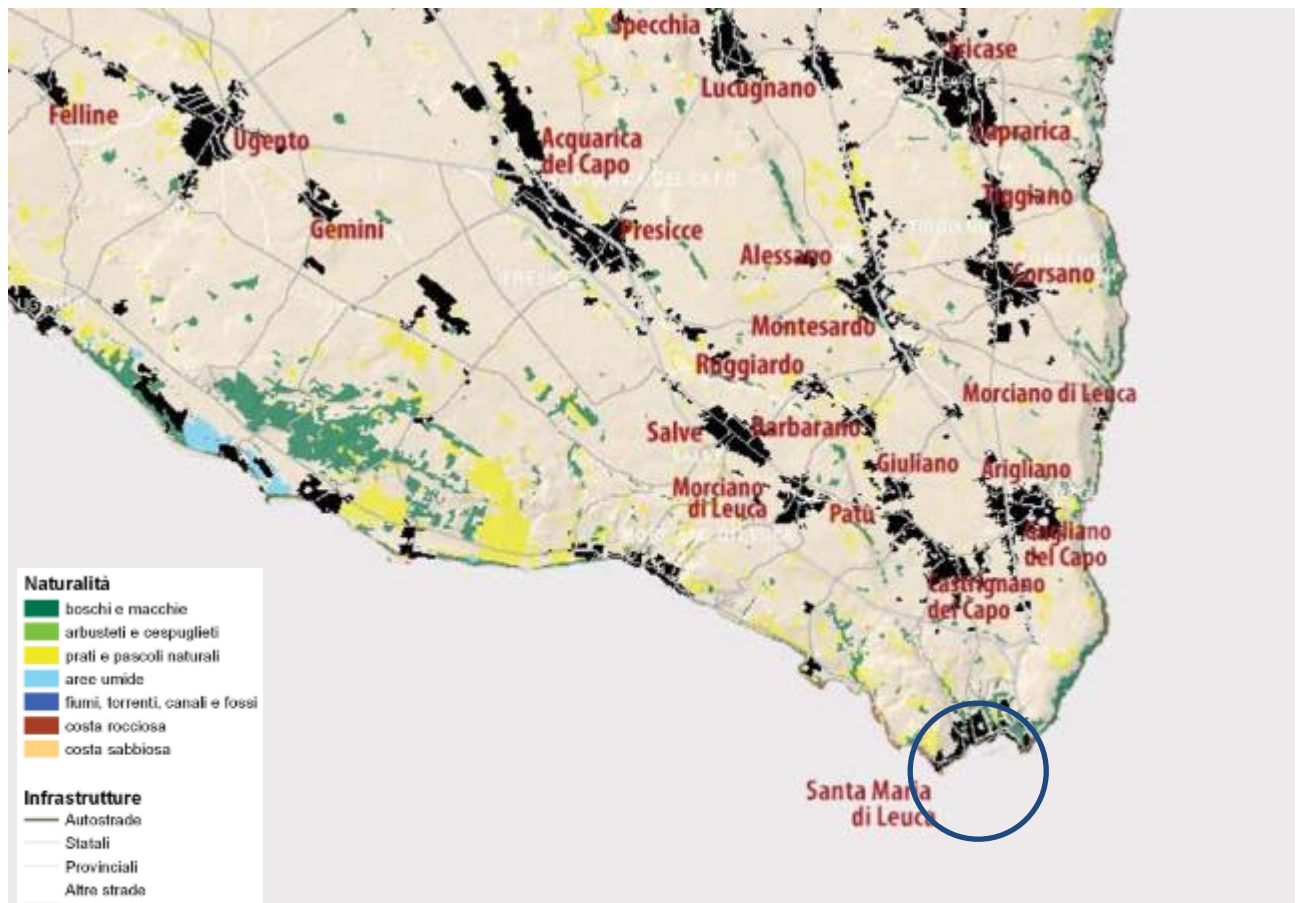 Specchia
Tricase
Lucugnano
Felline
Caprarica
Ugento
Acquarica
del Capo
Tiggiano
Gemini
Presicce
Alessano
Corsano
Montesardo
Ruggiardo
Morciano di Leuca
Salve
Barbarano
Giuliano
Arigliano
Morciano
di Leuca
Patù
Gagliano
del Capo
Castrignano
del Capo
Santa Maria
di Leuca
Naturalità
boschi e macchie
arbusteti e cespuglieti
prati e pascoli naturali
aree umide
fiumi, torrenti, canali e fossi
costa rocciosa
costa sabbiosa
Infrastrutture
Autostrade
Statali
Provinciali
Altre strade